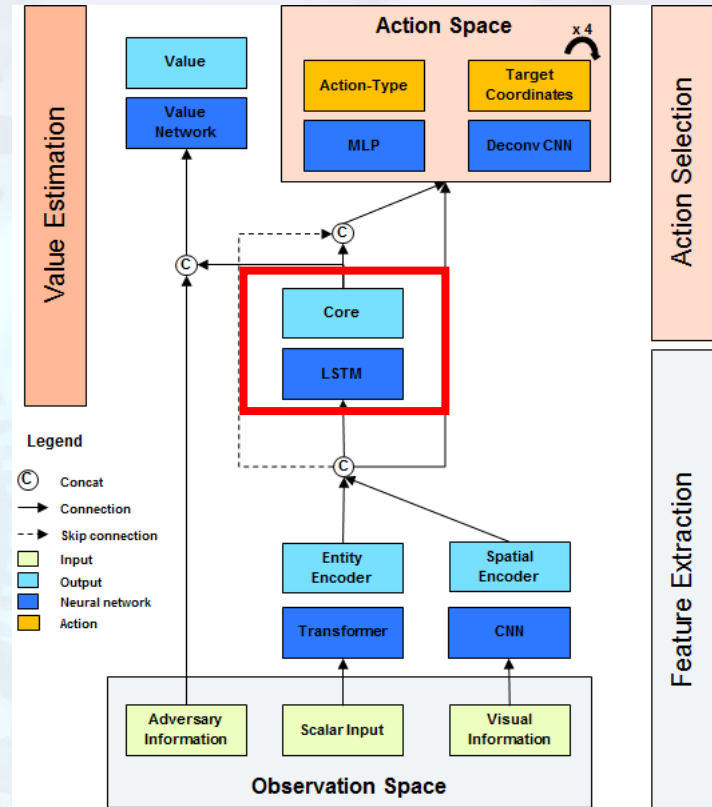 Value Estimation
Value
Value
Network
Action Space
x 4
Action-Type
Target
Coordinates
MLP
Deconv CNN
Action Selection
C
C
Core
LSTM
C
Legend
C Concat
Connection
Skip connection
Input
Output
Neural network
Action
Entity
Encoder
Spatial
Encoder
Transformer
CNN
Feature Extraction
Adversary
Information
Scalar Input
Visual
Information
Observation Space